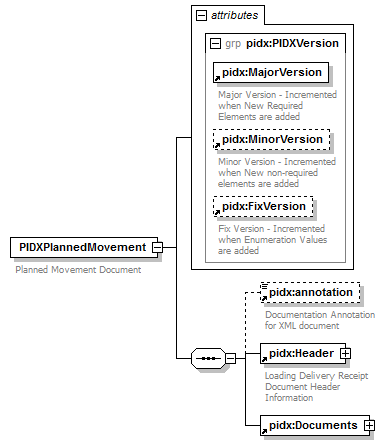 attributes
grp pidx:PIDXVersion
pidx:MajorVersion
Major Version - Incremented
when New Required
Elements are added
pidx:MinorVersion
Minor Version - Incremented
when New non-required
elements are added
pidx:FixVersion
Fix Version - Incremented
when Enumeration Values
are added
PIDXPlannedMovement
Planned Movement Document
pidx:annotation
Documentation Annotation
for XML document
pidx:Header
Loading Delivery Receipt
Document Header
Information
pidx:Documents